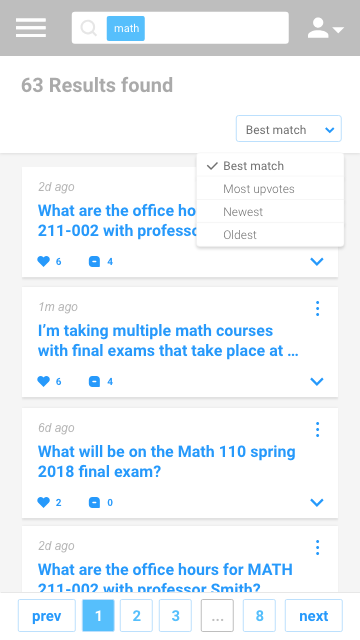 math
63 Results found
Best match
Best match
Most upvotes
Newest
Oldest
2d ago
What are the office ho
211-002 with professo
6 4
1m ago
I'm taking multiple math courses
with final exams that take place at ...
6 4
6d ago
What will be on the Math 110 spring
2018 final exam?
2 0
2d ago
What are the office hours for MATH
211-002 with professor Smith?
prev 1 2 3 ... 8 next